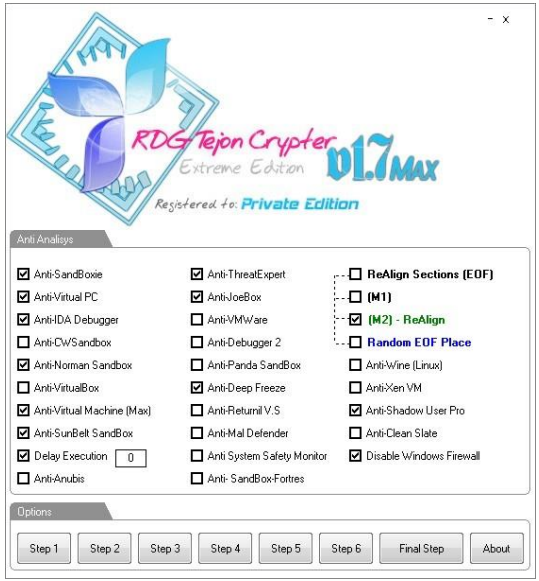 - x
RDG Tejon Crypter
Extreme Edition
v1.7 MAX
Registered to: Private Edition
Anti Analisys
Anti-SandBoxie
Anti-Virtual PC
Anti-IDA Debugger
Anti-CWSandbox
Anti-Norman Sandbox
Anti-VirtualBox
Anti-Virtual Machine (Max)
Anti-SunBelt SandBox
Delay Execution 0
Anti-Anubis
Anti-ThreatExpert
Anti-JoeBox
Anti-VMWare
Anti-Debugger 2
Anti-Panda SandBox
Anti-Deep Freeze
Anti-Returnil V.S
Anti-Mal Defender
Anti System Safety Monitor
Anti- SandBox-Fortres
ReAlign Sections (EOF)
(M1)
(M2) - ReAlign
Random EOF Place
Anti-Wine (Linux)
Anti-Xen VM
Anti-Shadow User Pro
Anti-Clean Slate
Disable Windows Firewall
Options
Step 1 Step 2 Step 3 Step 4 Step 5 Step 6 Final Step About